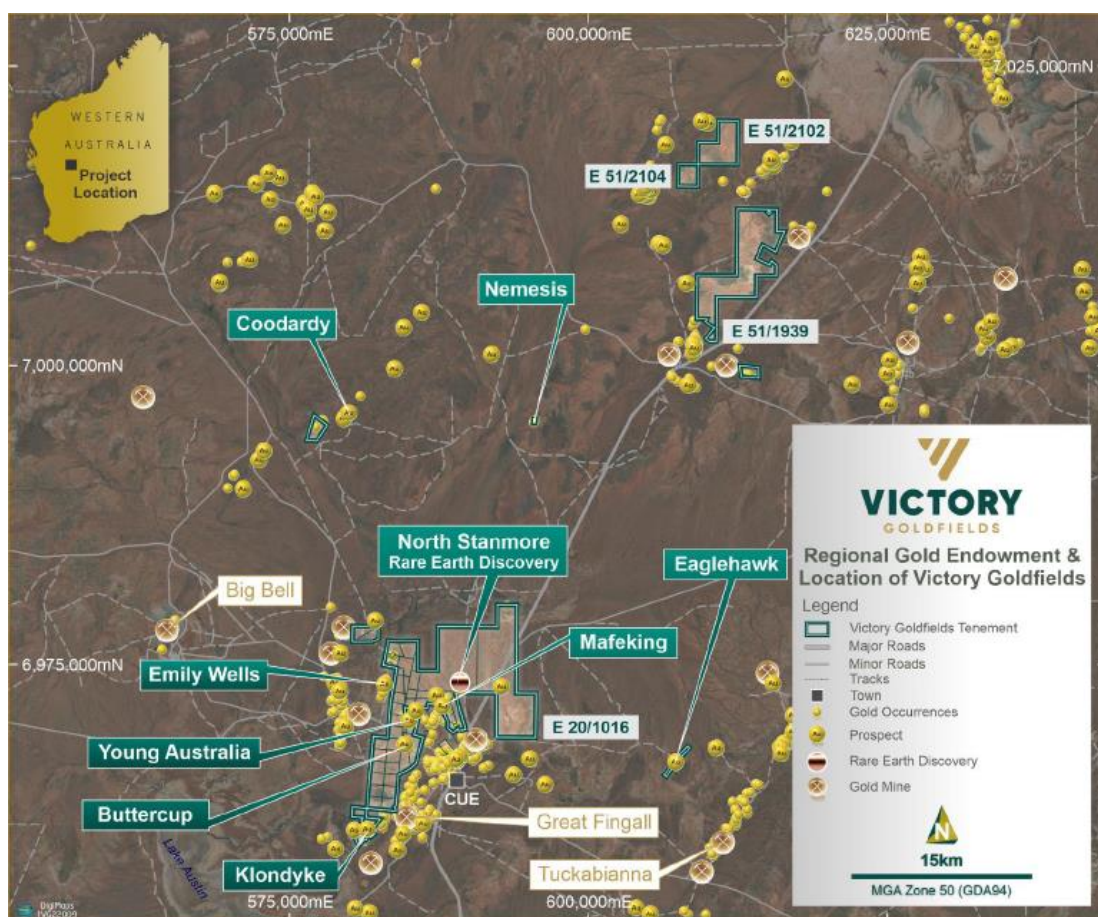 575,000mE
600,000mE
625,000mE
7,025,000mN
WESTERN
AUSTRALIA
Project
Location
E 51/2102
E 51/2104
Nemesis
Coodardy
E 51/1939
7,000,000mN
VICTORY
GOLDFIELDS
Regional Gold Endowment &
Location of Victory Goldfields
Legend
Victory Goldfields Tenement
Major Roads
Minor Roads
Tracks
Town
Gold Occurrences
Au
Prospect
Rare Earth Discovery
Gold Mine
N
15km
MGA Zone 50 (GDA94)
North Stanmore
Rare Earth Discovery
Eaglehawk
Big Bell
Mafeking
6,975,000mN
Emily Wells
E 20/1016
Young Australia
Buttercup
CUE
Great Fingall
Klondyke
Tuckabianna
Lake Austin
575,000mE
600,000mE
DigiMaps